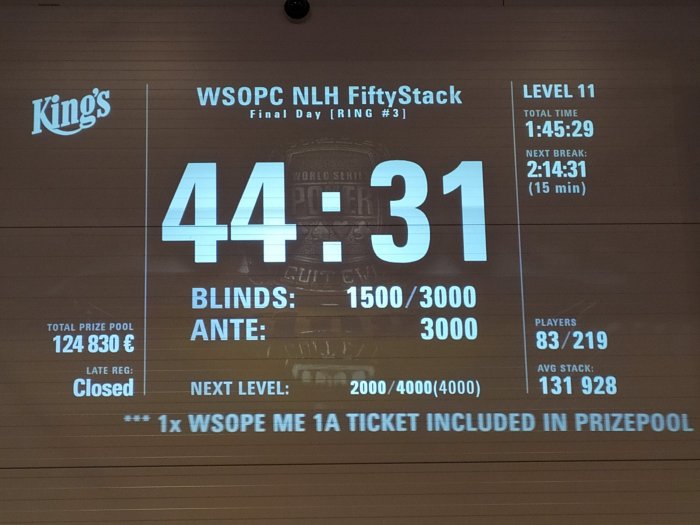 King's
WSOPC NLH FiftyStack
Final Day [RING #3]
LEVEL 11
TOTAL TIME
1:45:29
NEXT BREAK:
2:14:31
(15 min)
44:31
WORLD SERIES
POKER
BLINDS: 1500/3000
ANTE: 3000
NEXT LEVEL: 2000/4000(4000)
TOTAL PRIZE POOL
124 830 €
LATE REG:
Closed
PLAYERS
83/219
AVG STACK:
131 928
*** 1x WSOPE ME 1A TICKET INCLUDED IN PRIZEPOOL